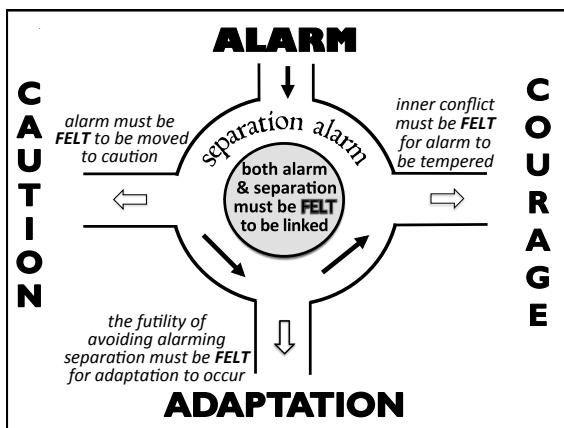 ALARM
CAUTION
alarm must be
FELT to be moved
to caution
separation alarm
inner conflict
must be FELT
for alarm to
be tempered
COURAGE
both alarm
& separation
must be FELT
to be linked
the futility of
avoiding alarming
separation must be FELT
for adaptation to occur
ADAPTATION